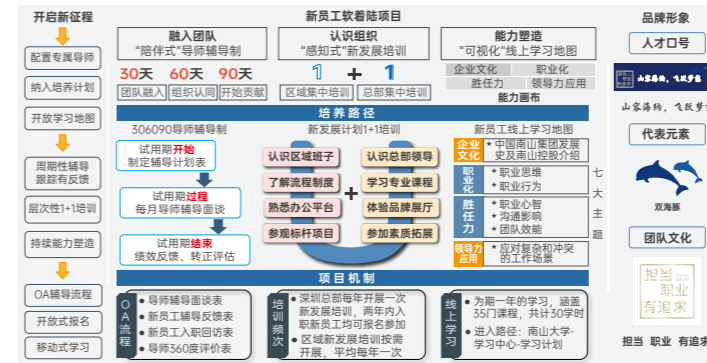 开启新征程
配置专属导师
纳入培养计划
开放学习地图
周期性辅导
跟踪有反馈
层次性1+1培训
持续能力塑造
OA辅导流程
开放式报名
移动式学习
新员工软着陆项目
融入团队
“陪伴式”导师辅导制
认识组织
“感知式”新发展培训
能力塑造
“可视化”线上学习地图
30天 60天 90天
团队融入 组织认同 开始贡献
1 + 1
区域集中培训 总部集中培训
企业文化 职业化
胜任力 领导力应用
能力画布
培养路径
306090导师辅导制
试用期开始
制定辅导计划表
试用期过程
每月导师辅导面谈
试用期结束
绩效反馈、转正评估
新发展计划1+1培训
认识区域班子 认识总部领导
了解流程制度 学习专业课程
+
熟悉办公平台 体验品牌展厅
参观标杆项目 参加素质拓展
新员工线上学习地图
企业文化
* 中国南山集团发展
史及南山控股介绍
职业化
* 职业思维
* 职业行为
胜任力
* 职业心智
* 沟通影响
* 团队效能
领导力应用
* 应对复杂和冲突
的工作场景
七大主题
项目机制
OA流程
• 导师辅导面谈表
• 新员工辅导反馈表
• 新员工入职回访表
• 导师360度评价表
培训频次
• 深圳总部每年开展一次
新发展培训，两年内入
职新员工均可报名参加
• 区域新发展培训按需
开展，平均每年一次
线上学习
• 为期一年的学习，涵盖
35门课程，共计30学时
• 进入路径：南山大学-
学习中心-学习计划
品牌形象
人才口号
代表元素
双海豚
团队文化
担当
职业
有追求
担当 职业 有追求